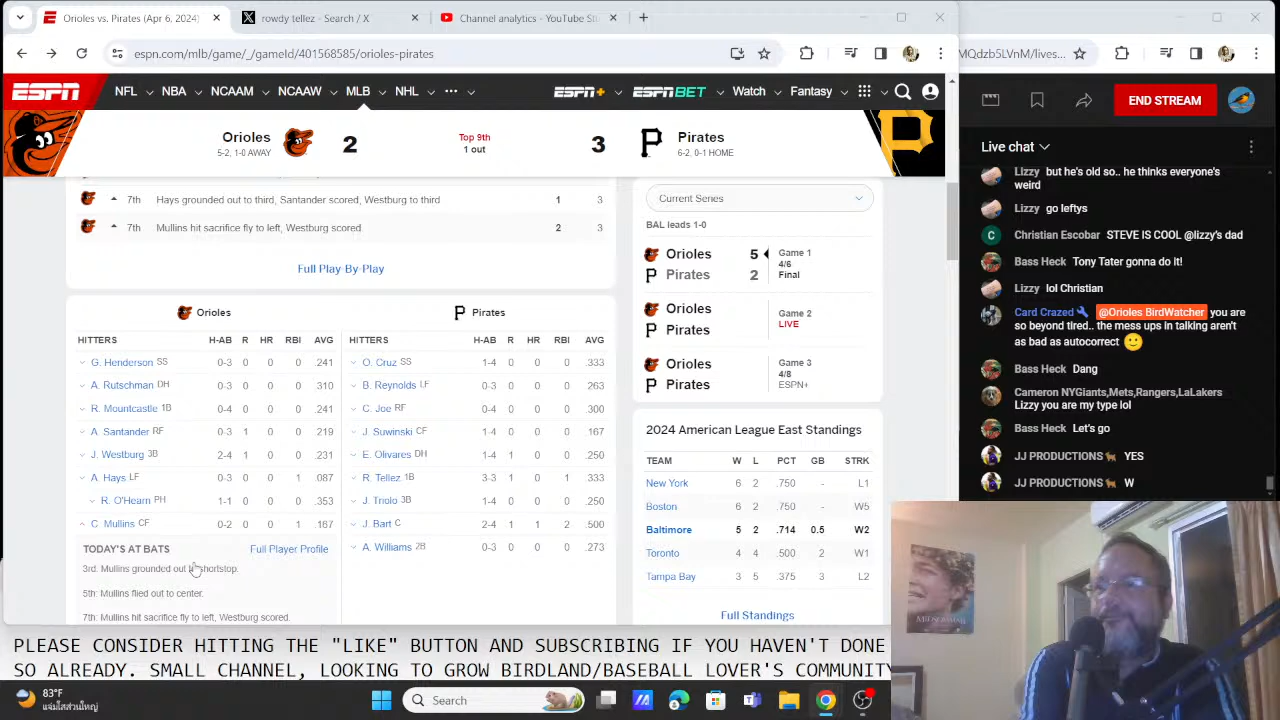 Orioles vs. Pirates (Apr 6, 2024)
rowdy tellez - Search / X
Channel analytics - YouTube Stu
espn.com/mlb/game/_/gameId/401568585/orioles-pirates
MQdzb5LVnM/lives...
ESPN NFL NBA NCAAM NCAAW MLB NHL ESPN+ ESPN BET Watch Fantasy
Orioles 2 Top 9th 3 Pirates
5-2, 1-0 AWAY 1 out 6-2, 0-1 HOME
7th Hays grounded out to third, Santander scored, Westburg to third 1 3
7th Mullins hit sacrifice fly to left, Westburg scored. 2 3
Full Play-By-Play
Orioles Pirates
HITTERS H-AB R HR RBI AVG
G. Henderson SS 0-3 0 0 0 .241
A. Rutschman DH 0-3 0 0 0 .310
R. Mountcastle 1B 0-4 0 0 0 .241
A. Santander RF 0-3 1 0 0 .219
J. Westburg 3B 2-4 1 0 0 .231
A. Hays LF 0-3 0 0 1 .087
R. O'Hearn PH 1-1 0 0 0 .353
C. Mullins CF 0-2 0 0 1 .167
TODAY'S AT BATS Full Player Profile
3rd: Mullins grounded out to shortstop.
5th: Mullins flied out to center.
7th: Mullins hit sacrifice fly to left, Westburg scored.
HITTERS H-AB R HR RBI AVG
O. Cruz SS 1-4 0 0 0 .333
B. Reynolds LF 0-3 0 0 0 .263
C. Joe RF 0-4 0 0 0 .300
J. Suwinski CF 1-4 0 0 0 .167
E. Olivares DH 1-4 1 0 0 .250
R. Tellez 1B 3-3 1 0 1 .333
J. Triolo 3B 1-4 0 0 0 .250
J. Bart C 2-4 1 1 2 .500
A. Williams 2B 0-3 0 0 0 .273
Current Series
BAL leads 1-0
Orioles 5 Game 1
Pirates 2 4/6
Final
Orioles Game 2
Pirates LIVE
Orioles Game 3
Pirates 4/8
ESPN+
2024 American League East Standings
TEAM W L PCT GB STRK
New York 6 2 .750 - L1
Boston 6 2 .750 - W5
Baltimore 5 2 .714 0.5 W2
Toronto 4 4 .500 2 W1
Tampa Bay 3 5 .375 3 L2
Full Standings
END STREAM
Live chat
Lizzy but he's old so.. he thinks everyone's
weird
Lizzy go leftys
C Christian Escobar STEVE IS COOL @lizzy's dad
Bass Heck Tony Tater gonna do it!
Lizzy lol Christian
Card Crazed @Orioles BirdWatcher you are
so beyond tired.. the mess ups in talking aren't
as bad as autocorrect
Bass Heck Dang
Cameron NYGiants,Mets,Rangers,LaLakers
Lizzy you are my type lol
Bass Heck Let's go
JJ PRODUCTIONS YES
JJ PRODUCTIONS W
PLEASE CONSIDER HITTING THE "LIKE" BUTTON AND SUBSCRIBING IF YOU HAVEN'T DONE
SO ALREADY. SMALL CHANNEL, LOOKING TO GROW BIRDLAND/BASEBALL LOVER'S COMMUNITY
83°F
แจ่มใสส่วนใหญ่
Search